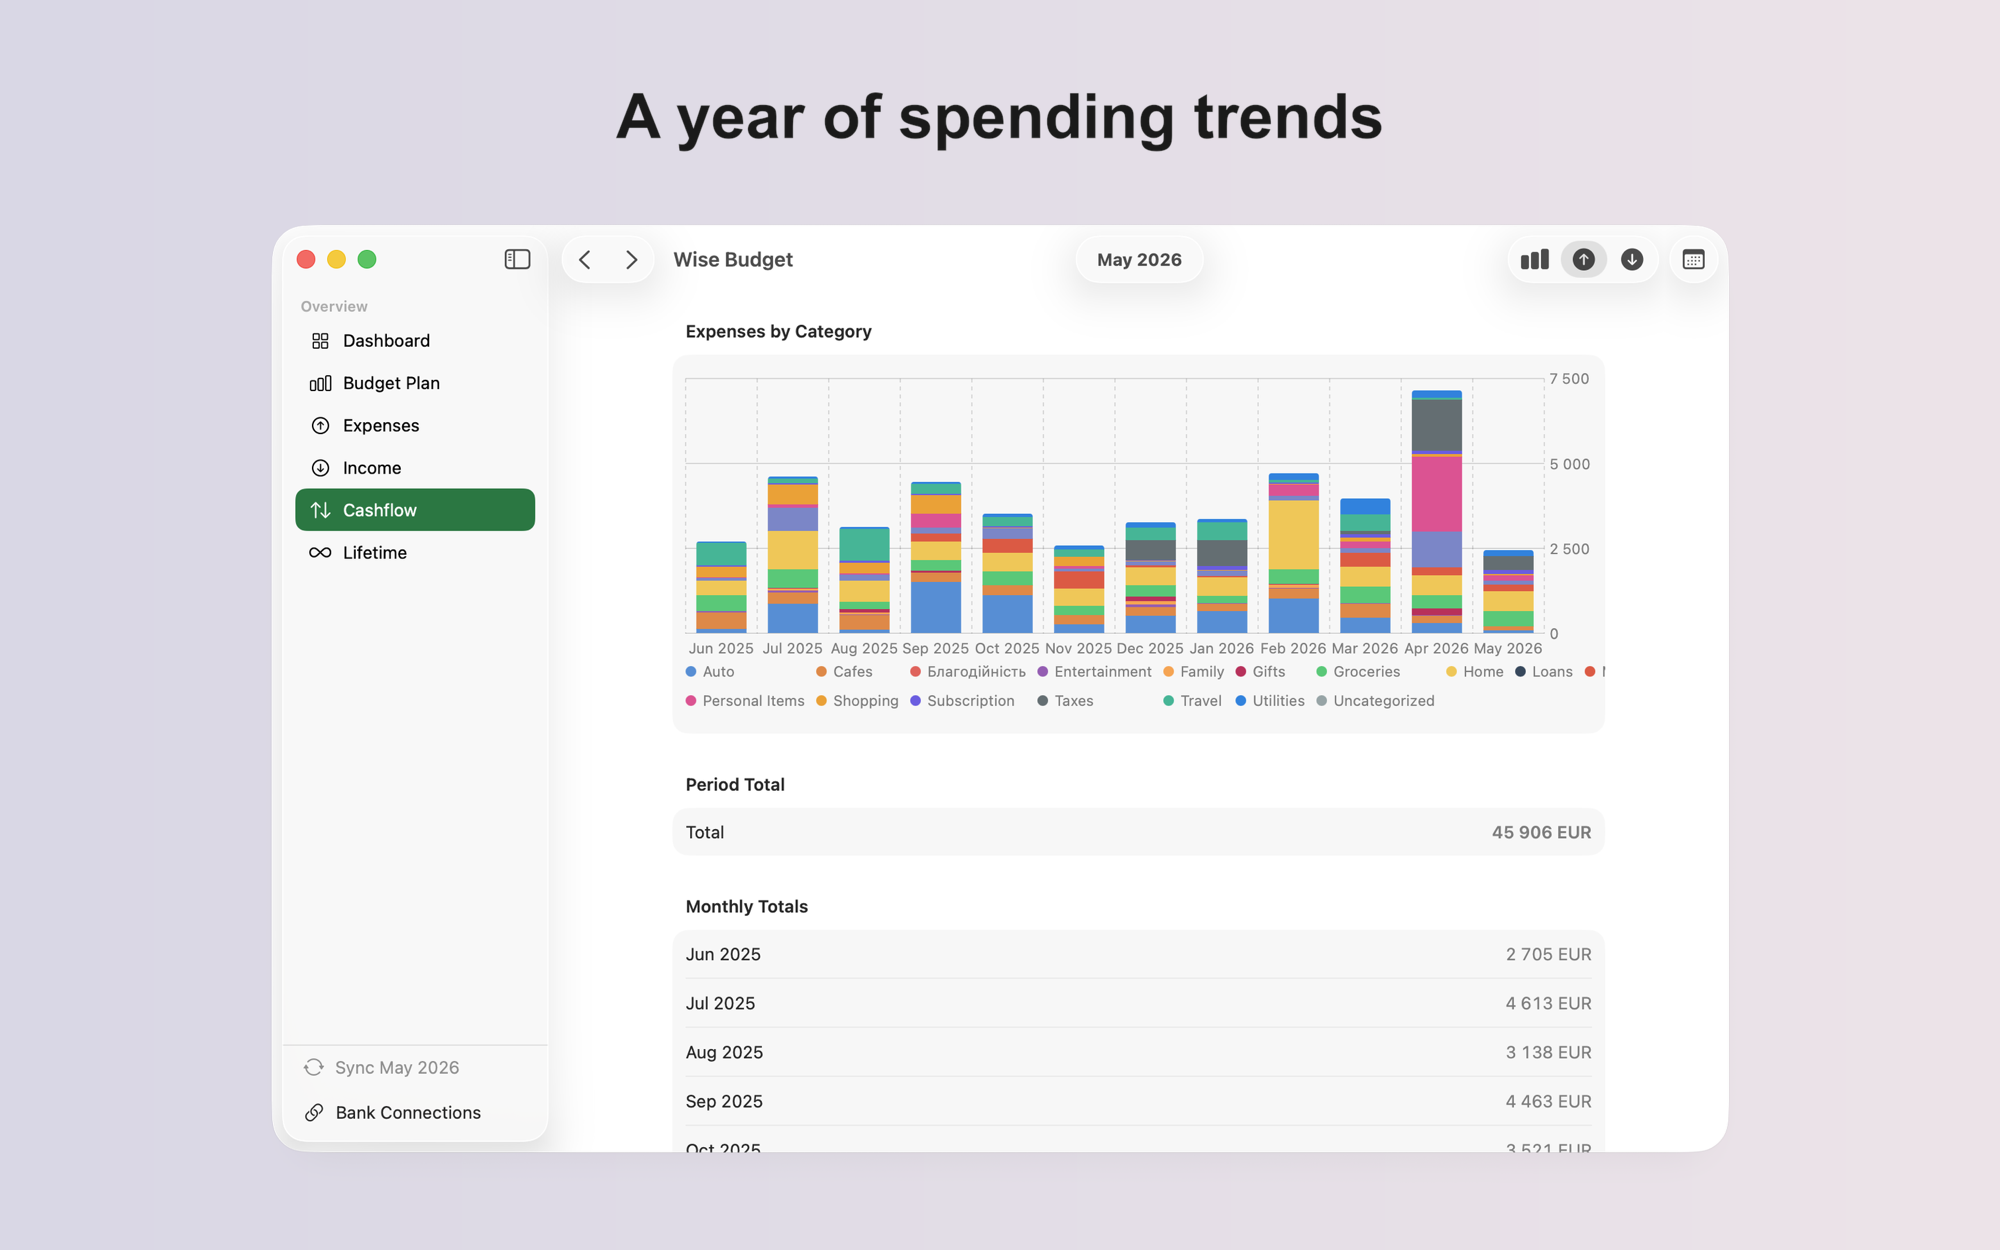 A year of spending trends
Wise Budget
May 2026
Overview
Dashboard
Budget Plan
Expenses
Income
Cashflow
Lifetime
Sync May 2026
Bank Connections
Expenses by Category
7 500
5 000
2 500
0
Jun 2025 Jul 2025 Aug 2025 Sep 2025 Oct 2025 Nov 2025 Dec 2025 Jan 2026 Feb 2026 Mar 2026 Apr 2026 May 2026
Auto Cafes Благодійність Entertainment Family Gifts Groceries Home Loans
Personal Items Shopping Subscription Taxes Travel Utilities Uncategorized
Period Total
Total 45 906 EUR
Monthly Totals
Jun 2025 2 705 EUR
Jul 2025 4 613 EUR
Aug 2025 3 138 EUR
Sep 2025 4 463 EUR
Oct 2025 3 521 EUR